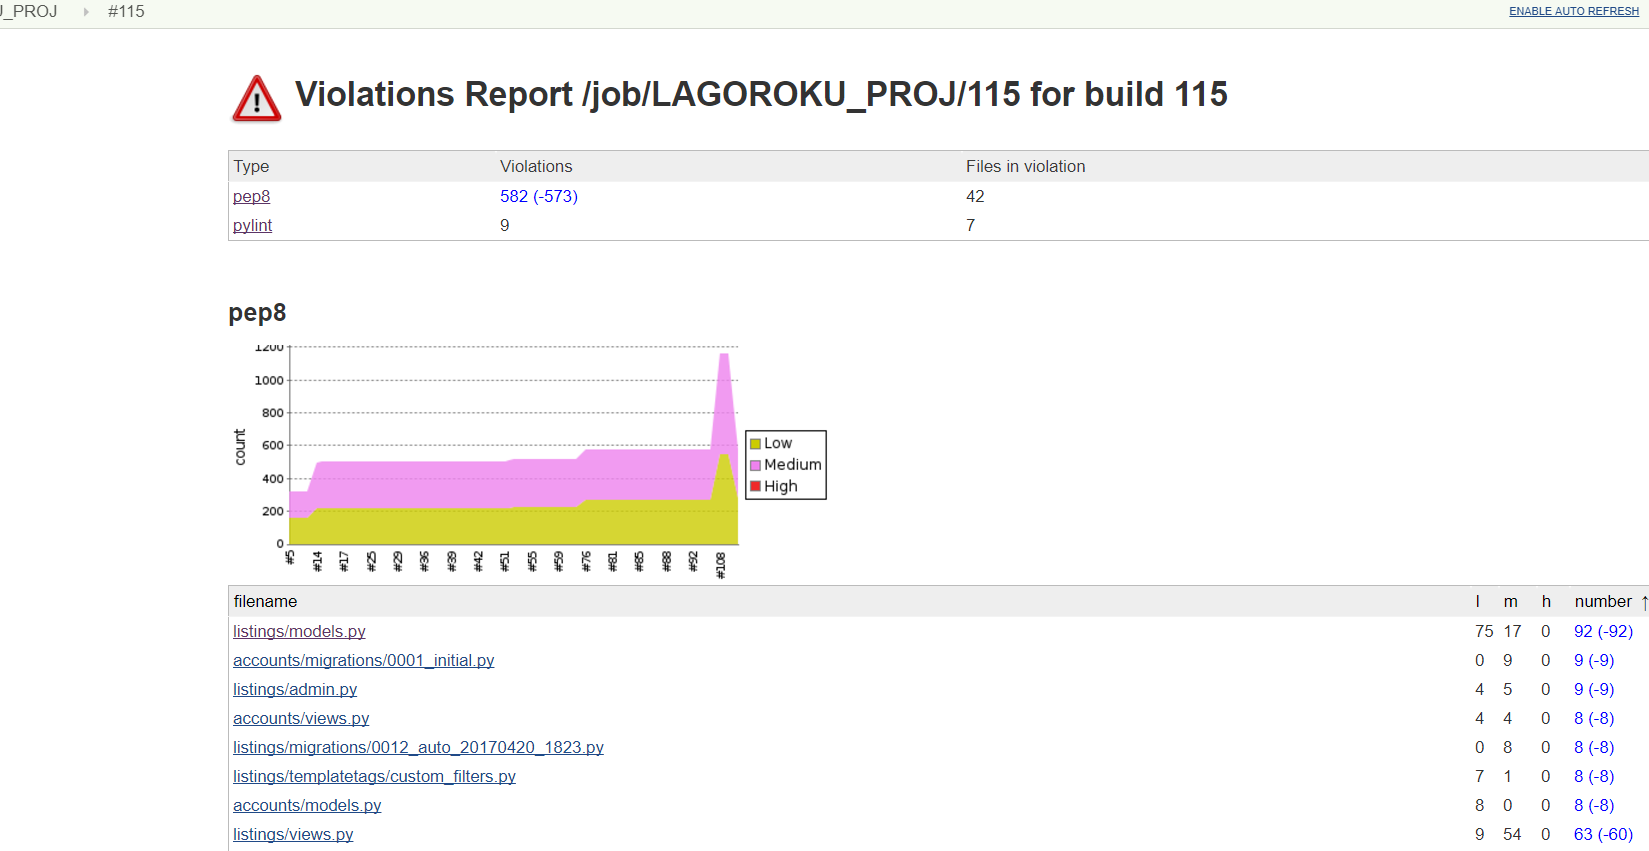 J_PROJ #115 ENABLE AUTO REFRESH
Violations Report /job/LAGOROKU_PROJ/115 for build 115
Type Violations Files in violation
pep8 582 (-573) 42
pylint 9 7
pep8
1200
1000
800
600
400
200
0
count
Low
Medium
High
#5 #14 #17 #25 #29 #36 #39 #42 #51 #55 #59 #76 #81 #85 #88 #92 #108
filename l m h number ↑
listings/models.py 75 17 0 92 (-92)
accounts/migrations/0001_initial.py 0 9 0 9 (-9)
listings/admin.py 4 5 0 9 (-9)
accounts/views.py 4 4 0 8 (-8)
listings/migrations/0012_auto_20170420_1823.py 0 8 0 8 (-8)
listings/templatetags/custom_filters.py 7 1 0 8 (-8)
accounts/models.py 8 0 0 8 (-8)
listings/views.py 9 54 0 63 (-60)